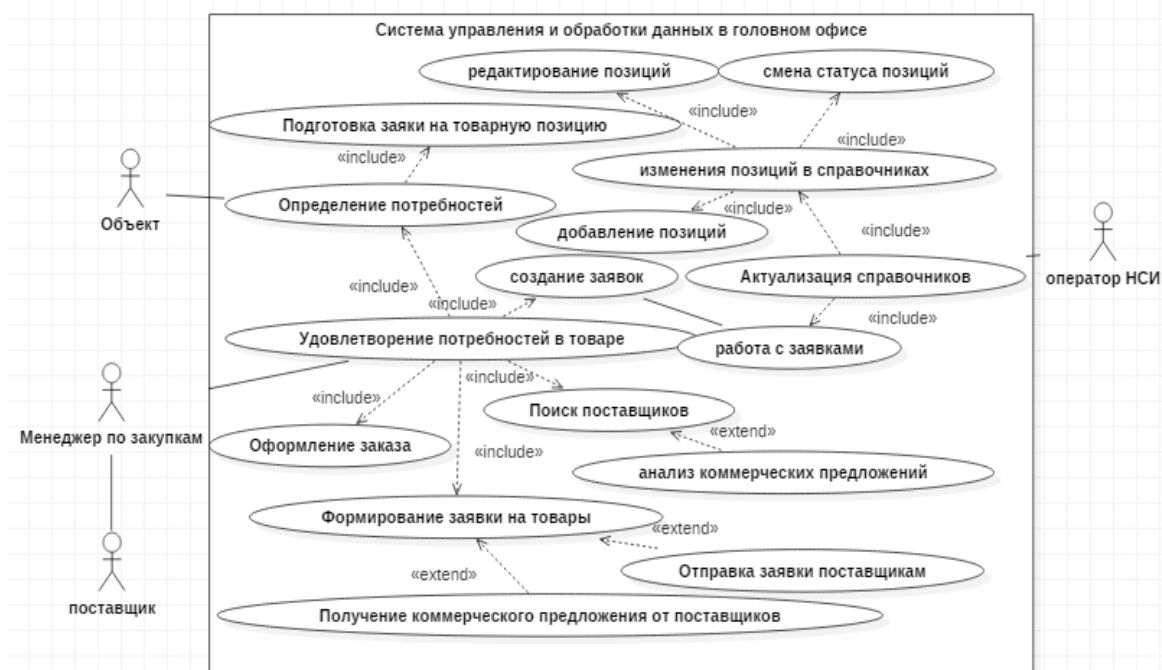 Система управления и обработки данных в головном офисе
редактирование позиций
смена статуса позиций
«include»
Подготовка заяки на товарную позицию
«include»
«include»
изменения позиций в справочниках
Определение потребностей
«include»
Объект
добавление позиций
«include»
создание заявок
Актуализация справочников
оператор НСИ
«include»
«include»
«include»
Удовлетворение потребностей в товаре
работа с заявками
«include»
«include»
Поиск поставщиков
Менеджер по закупкам
Оформление заказа
«extend»
«include»
анализ коммерческих предложений
Формирование заявки на товары
«extend»
«extend»
Отправка заявки поставщикам
поставщик
Получение коммерческого предложения от поставщиков